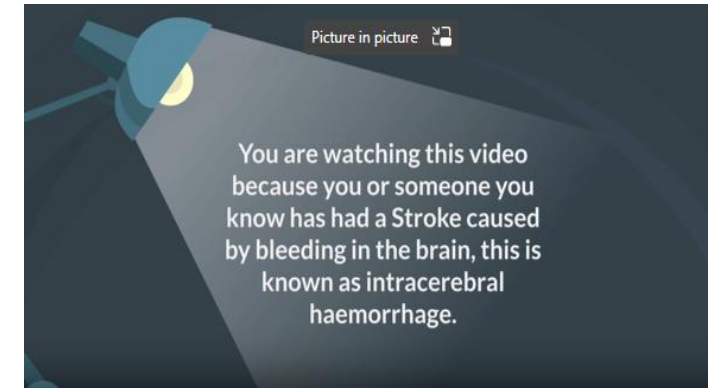 Picture in picture
You are watching this video
because you or someone you
know has had a Stroke caused
by bleeding in the brain, this is
known as intracerebral
haemorrhage.